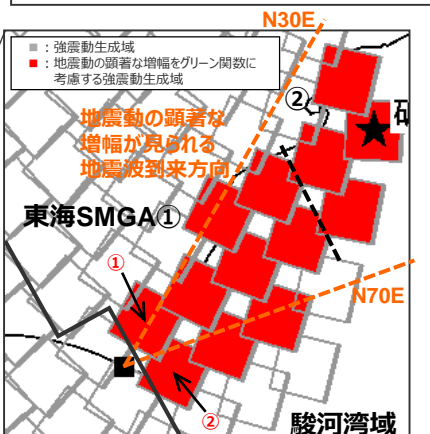 N30E
■ : 強震動生成域
■ : 地震動の顕著な増幅をグリーン関数に
考慮する強震動生成域
②
地震動の顕著な
増幅が見られる
地震波到来方向
東海SMGA①
①
N70E
②
駿河湾域